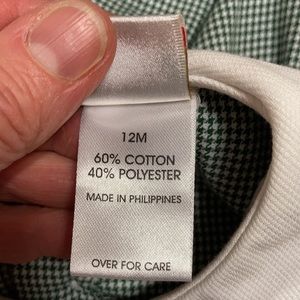 12M
60% COTTON
40% POLYESTER
MADE IN PHILIPPINES
OVER FOR CARE